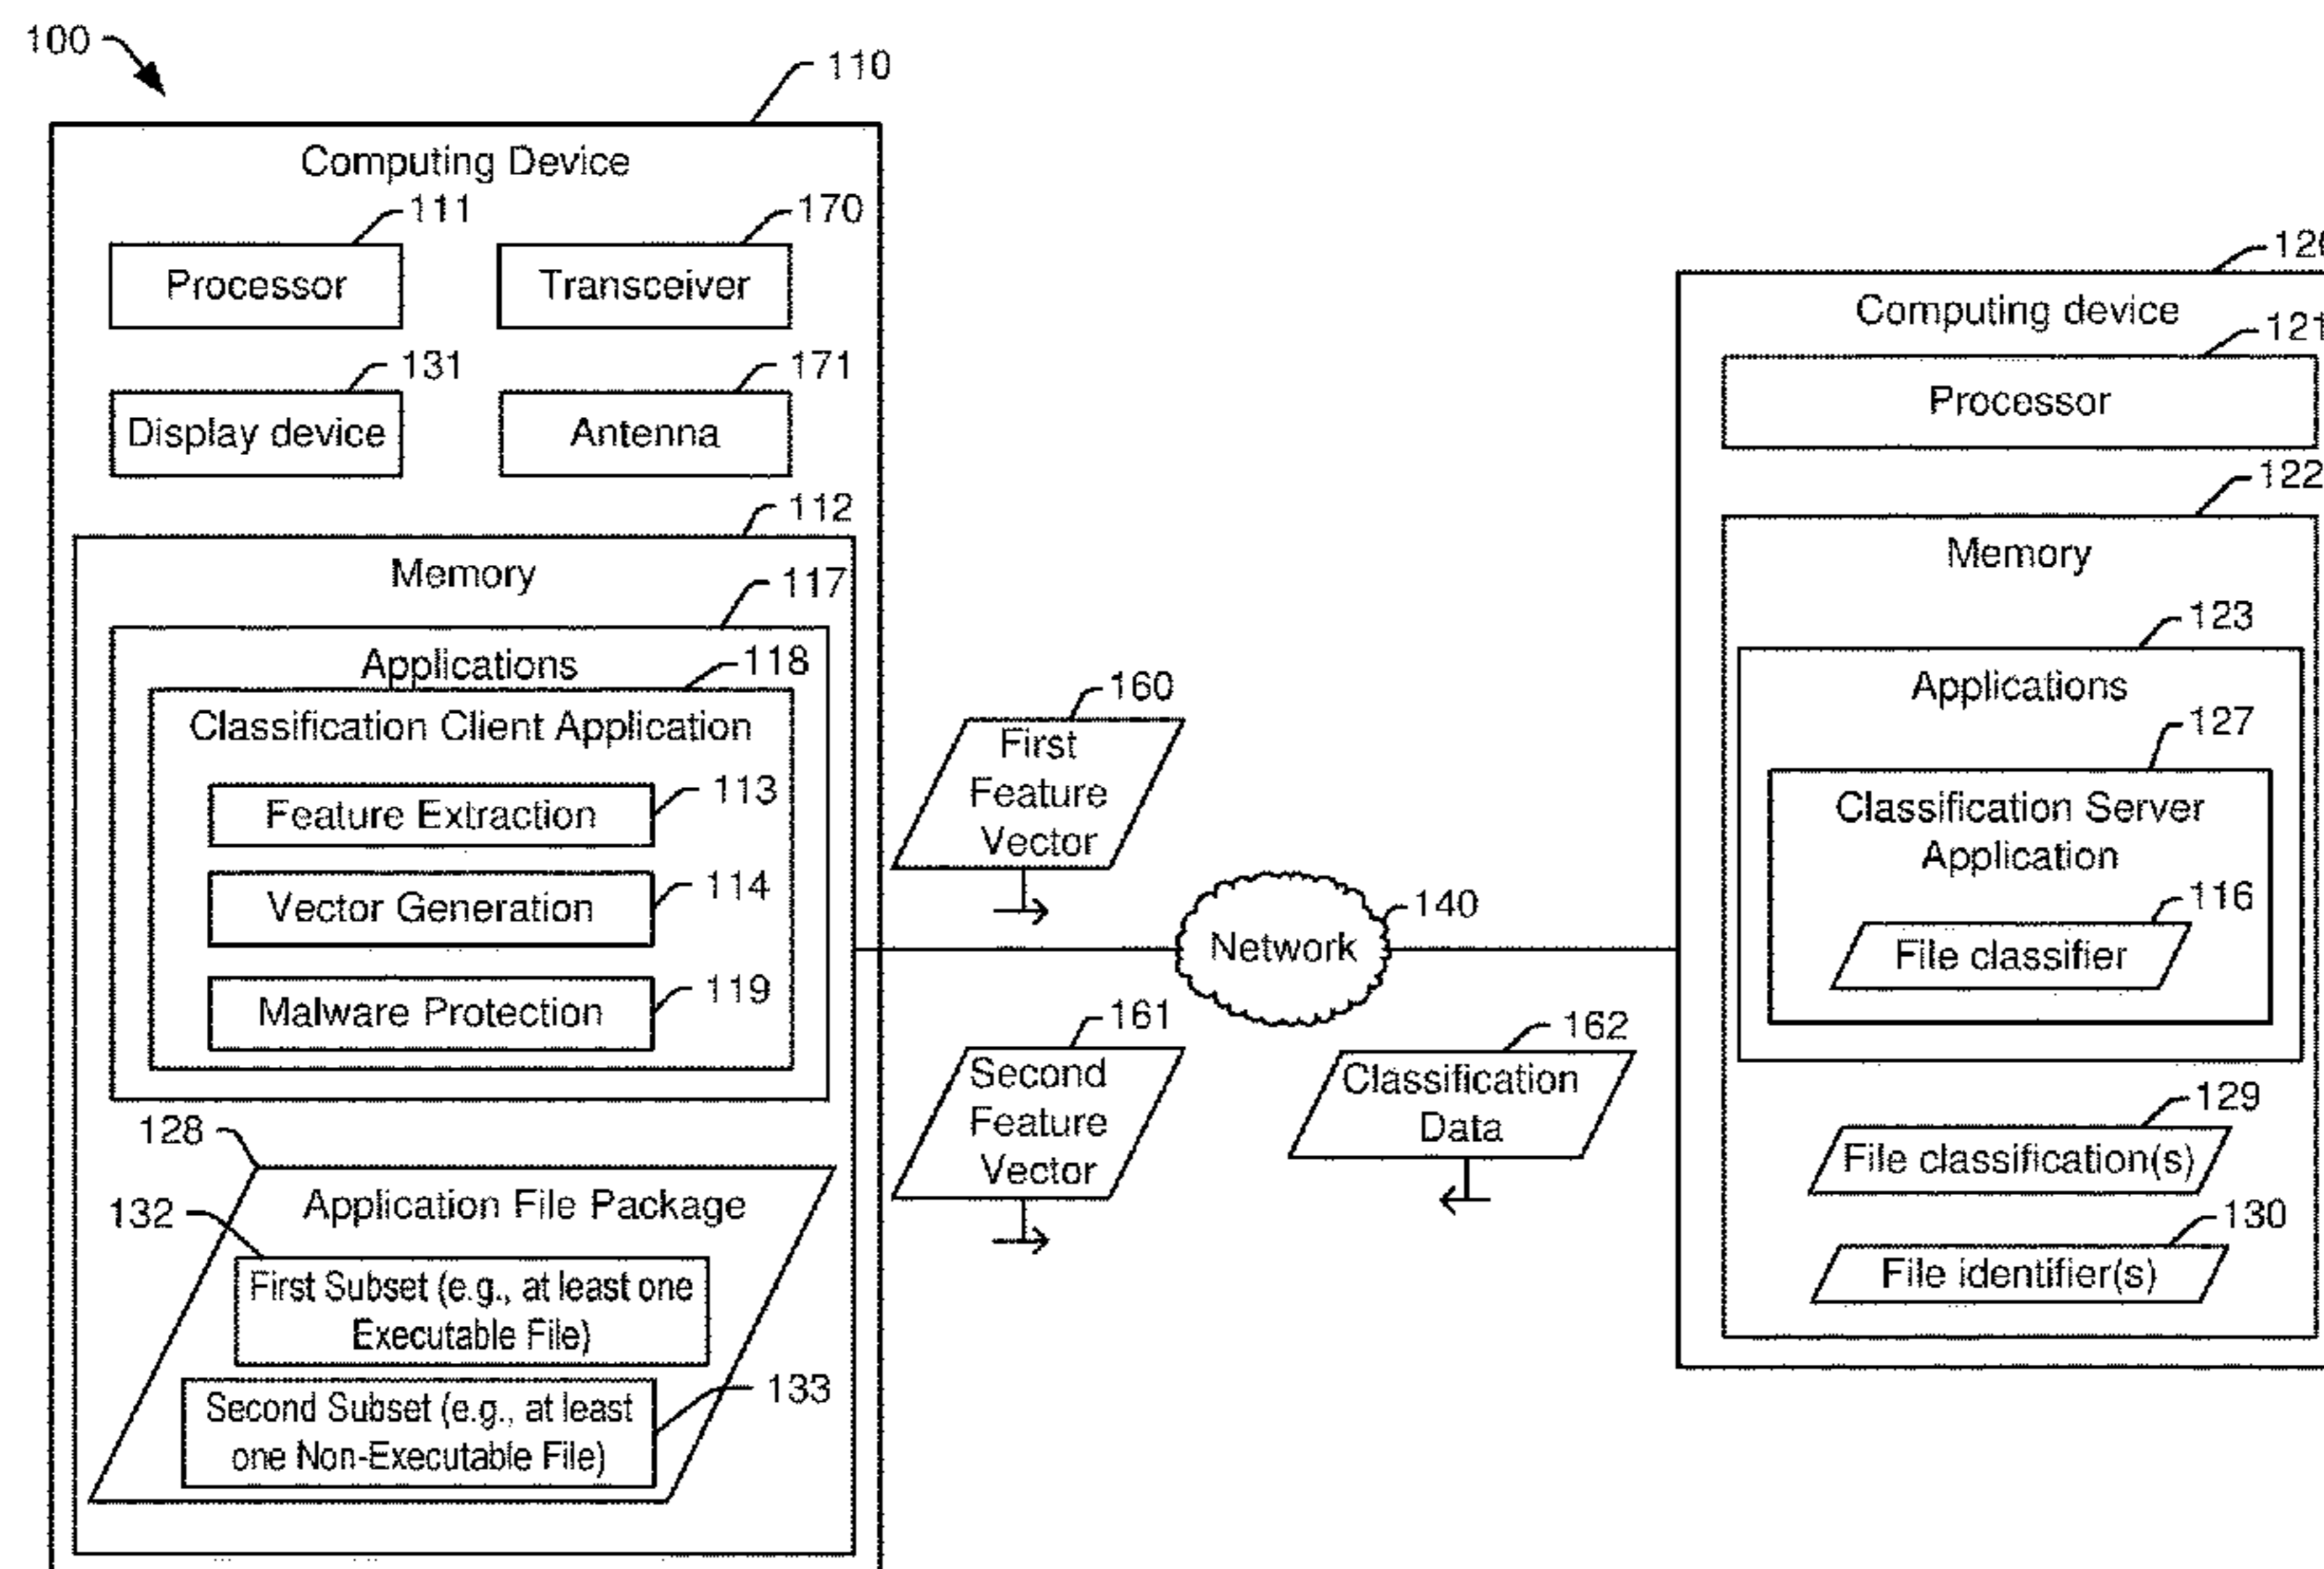 100
110
Computing Device
111
170
Processor
Transceiver
131
171
Display device
Antenna
112
Memory
117
Applications
118
Classification Client Application
Feature Extraction
113
Vector Generation
114
Malware Protection
119
128
Application File Package
132
First Subset (e.g., at least one
Executable File)
Second Subset (e.g., at least
one Non-Executable File)
133
160
First
Feature
Vector
140
Network
161
Second
Feature
Vector
162
Classification
Data
Computing device
121
Processor
122
Memory
123
Applications
127
Classification Server
Application
116
File classifier
129
File classification(s)
130
File identifier(s)